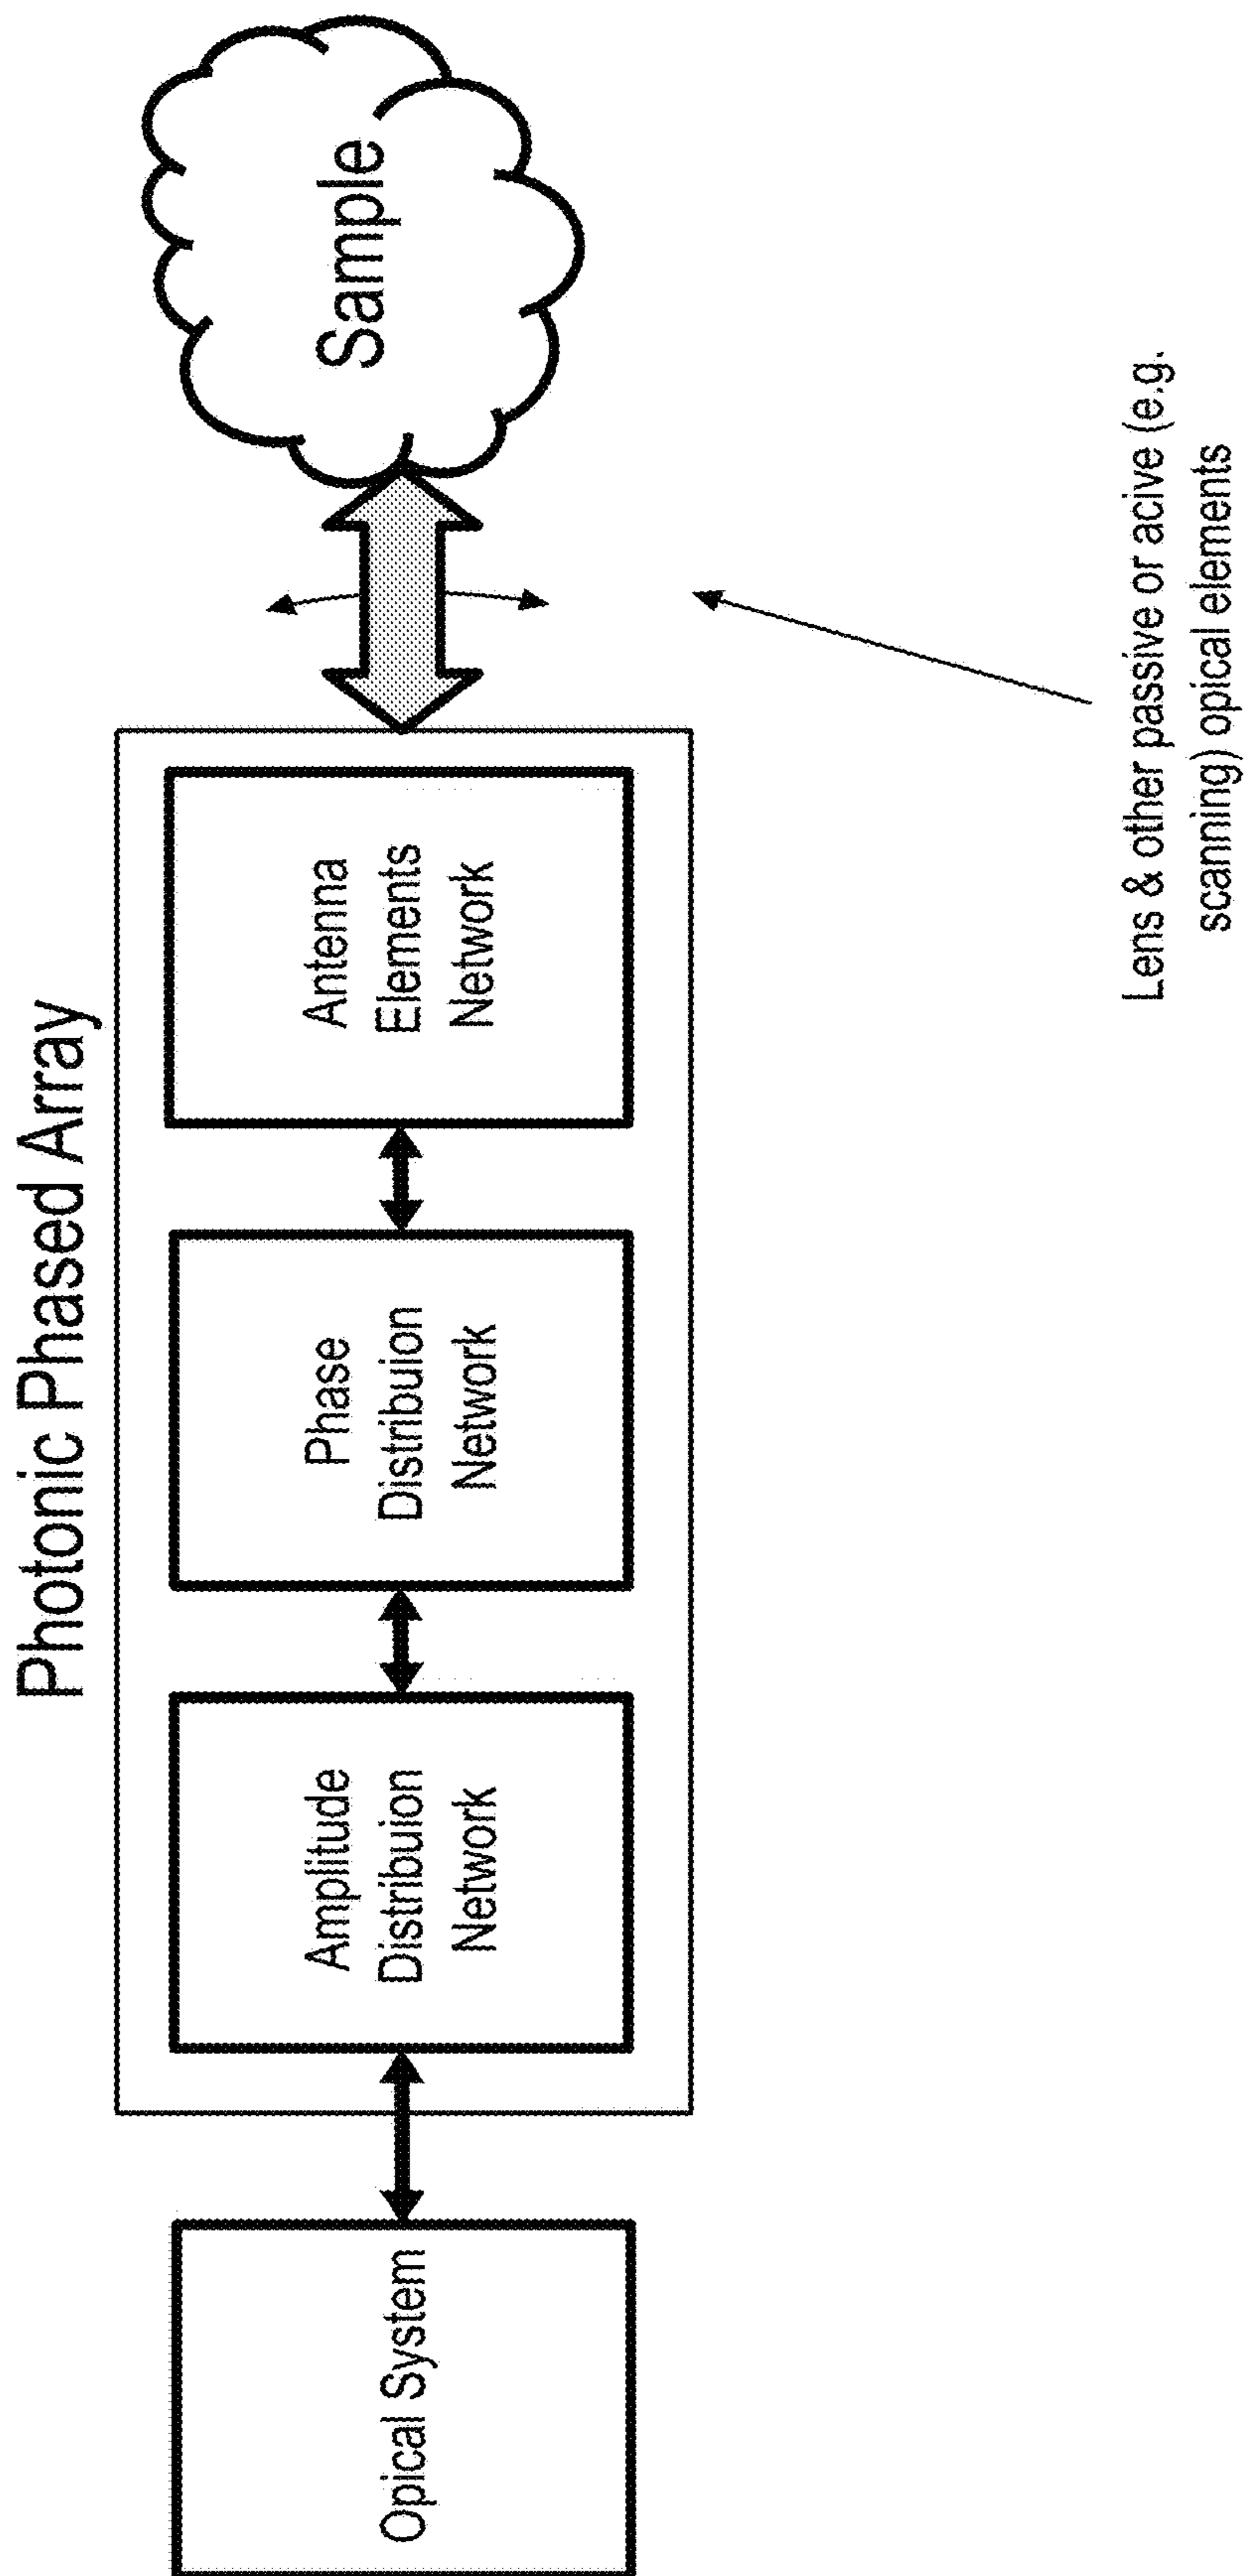 Photonic Phased Array
Opical System
Amplitude
Distribuion
Network
Phase
Distribuion
Network
Antenna
Elements
Network
Sample
Lens & other passive or acive (e.g.
scanning) opical elements